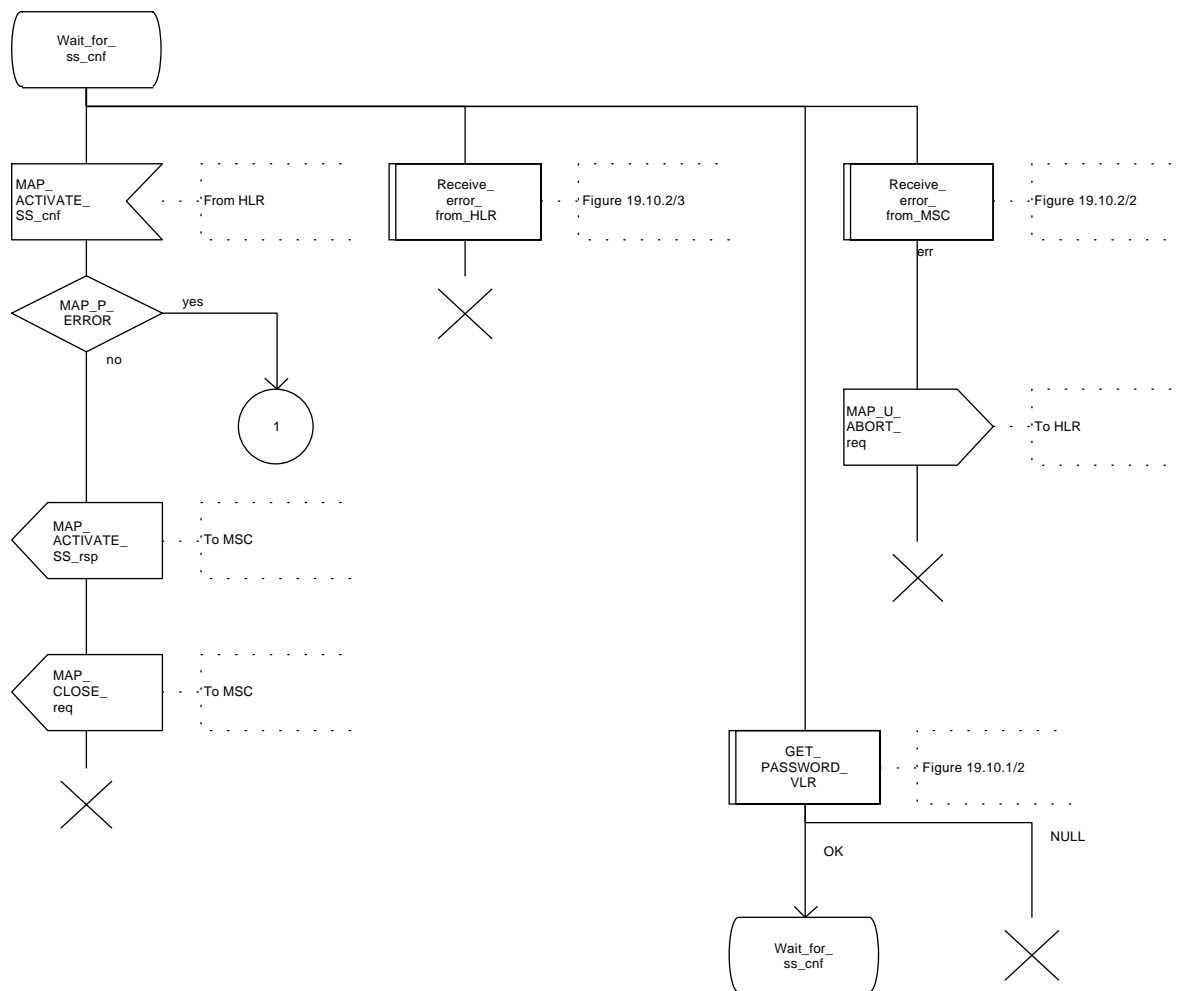 Wait_for_
ss_cnf
MAP_
ACTIVATE_
SS_cnf
From HLR
Receive_
error_
from_HLR
Figure 19.10.2/3
Receive_
error_
from_MSC
Figure 19.10.2/2
err
MAP_P_
ERROR
yes
no
1
MAP_U_
ABORT_
req
To HLR
MAP_
ACTIVATE_
SS_rsp
To MSC
MAP_
CLOSE_
req
To MSC
GET_
PASSWORD_
VLR
Figure 19.10.1/2
OK
NULL
Wait_for_
ss_cnf